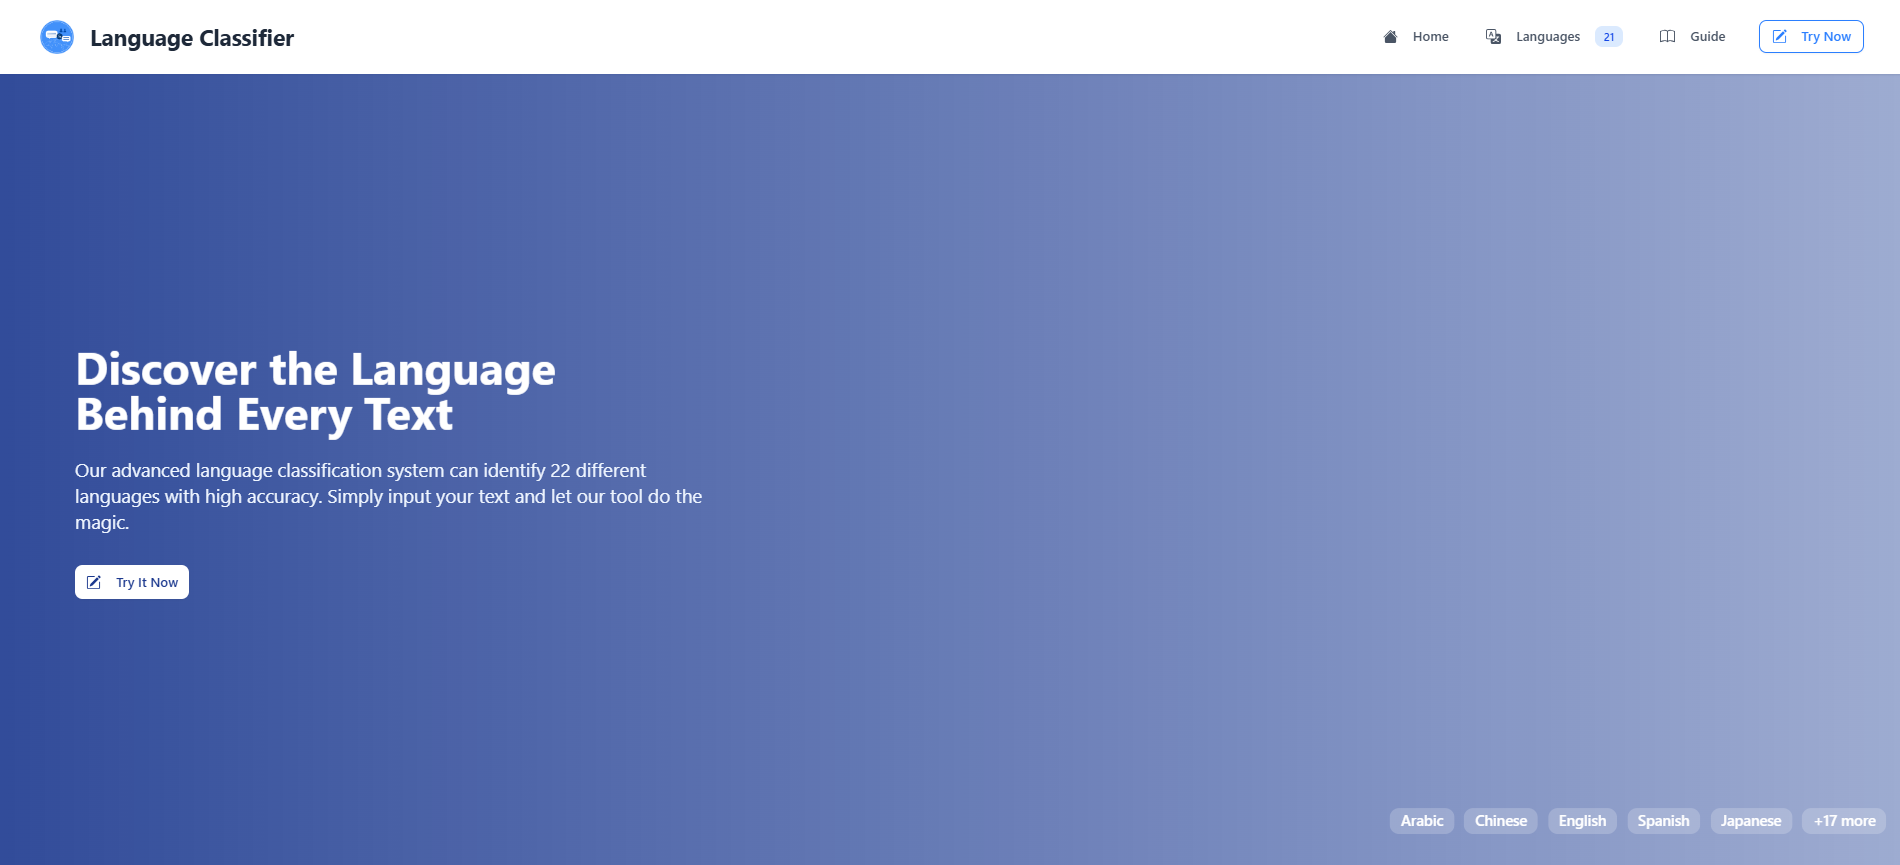 Language Classifier
Home
Languages 21
Guide
Try Now
Discover the Language
Behind Every Text
Our advanced language classification system can identify 22 different
languages with high accuracy. Simply input your text and let our tool do the
magic.
Try It Now
Arabic Chinese English Spanish Japanese +17 more